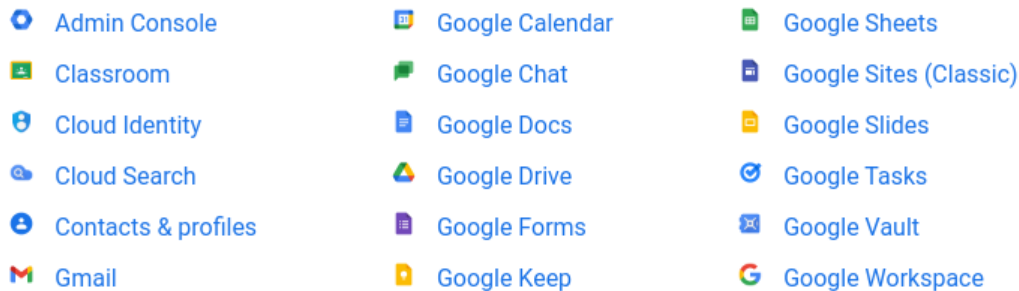 Admin Console
Classroom
Cloud Identity
Cloud Search
Contacts & profiles
Gmail
31 Google Calendar
Google Chat
Google Docs
Google Drive
Google Forms
Google Keep
Google Sheets
Google Sites (Classic)
Google Slides
Google Tasks
Google Vault
Google Workspace